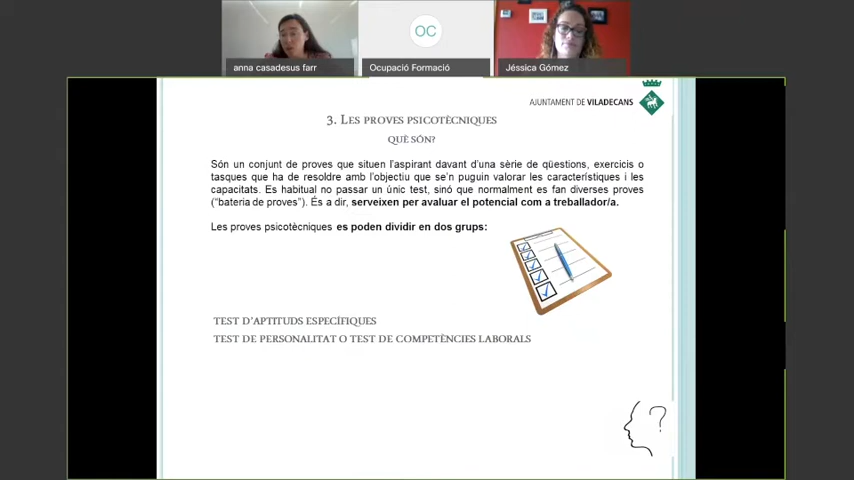 OC
anna casadesus farr
Ocupació Formació
Jéssica Gómez
AJUNTAMENT DE VILADECANS
3. LES PROVES PSICOTÈCNIQUES
QUÈ SÓN?
Són un conjunt de proves que situen l'aspirant davant d'una sèrie de qüestions, exercicis o
tasques que ha de resoldre amb l'objectiu que se'n puguin valorar les característiques i les
capacitats. Es habitual no passar un únic test, sinó que normalment es fan diverses proves
("bateria de proves"). És a dir, serveixen per avaluar el potencial com a treballador/a.
Les proves psicotècniques es poden dividir en dos grups:
TEST D'APTITUDS ESPECÍFIQUES
TEST DE PERSONALITAT O TEST DE COMPETÈNCIES LABORALS
?